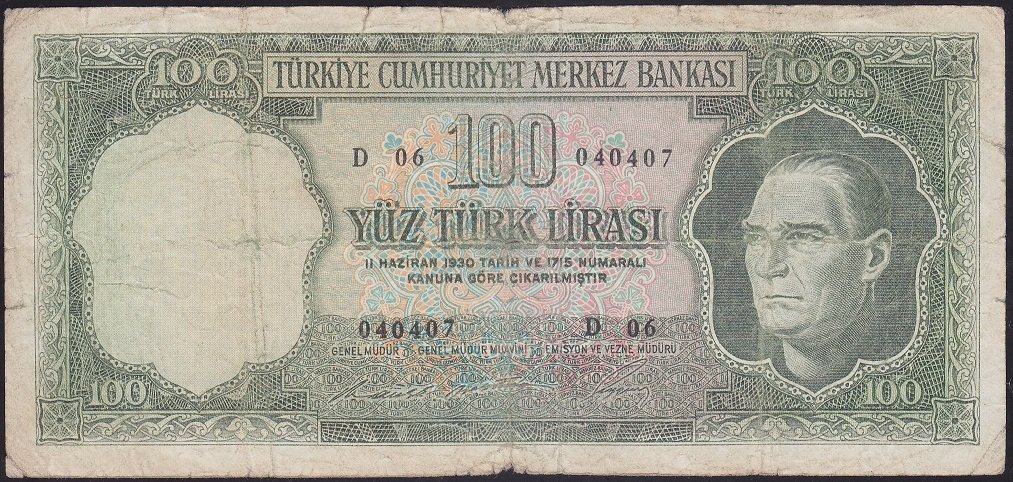 100 TÜRKİYE CUMHURİYET MERKEZ BANKASI 100
TÜRK LİRASI TÜRK LİRASI
D 06 100 040407
YÜZ TÜRK LİRASI
11 HAZİRAN 1930 TARİH VE 1715 NUMARALI
KANUNA GÖRE ÇIKARILMIŞTIR
040407 D 06
GENEL MÜDÜR GENEL MÜDÜR MUAVİNİ EMİSYON VE VEZNE MÜDÜRÜ
100 100